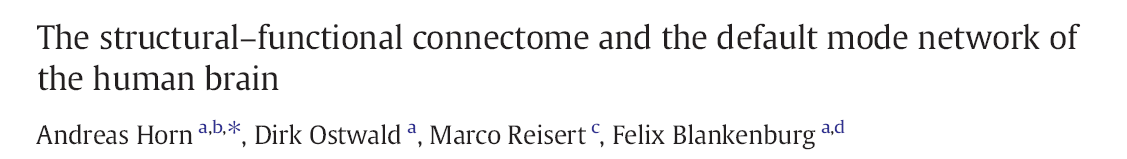 The structural–functional connectome and the default mode network of
the human brain
Andreas Horn a,b,*, Dirk Ostwald a, Marco Reisert c, Felix Blankenburg a,d